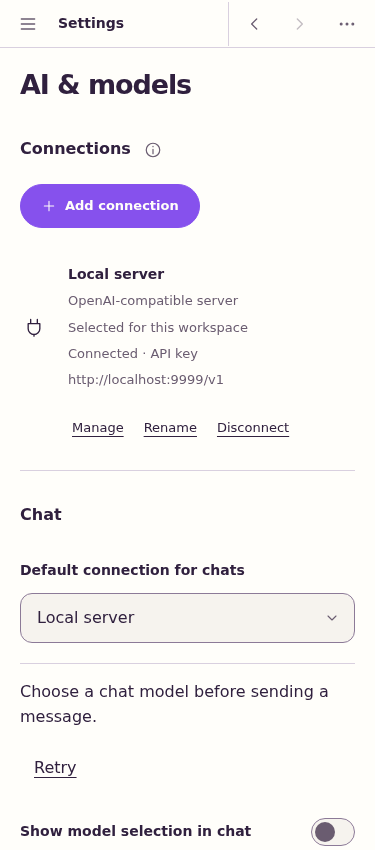 Settings
AI & models
Connections
Add connection
Local server
OpenAI-compatible server
Selected for this workspace
Connected · API key
http://localhost:9999/v1
Manage Rename Disconnect
Chat
Default connection for chats
Local server
Choose a chat model before sending a
message.
Retry
Show model selection in chat